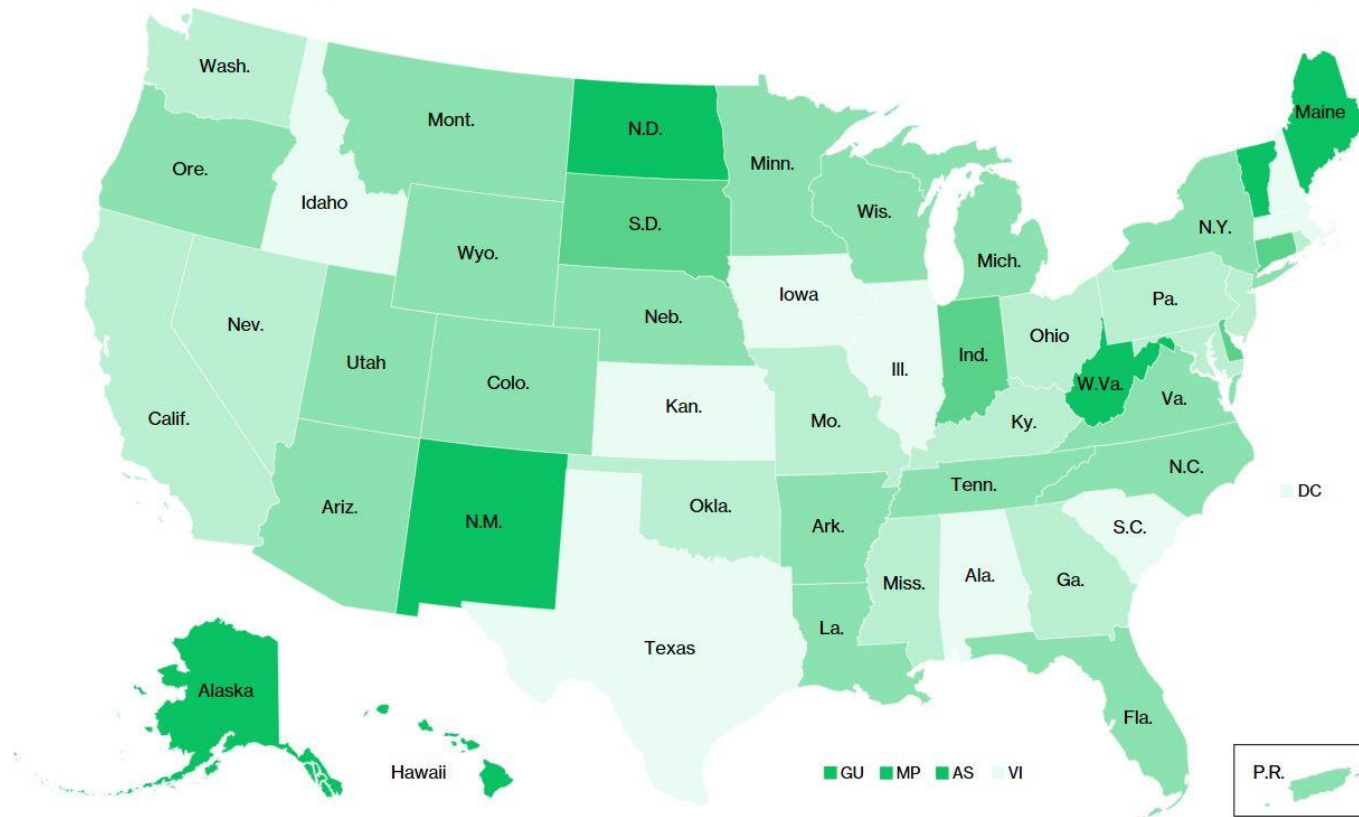 Wash.
Maine
Mont.
N.D.
Minn.
Ore.
Idaho
Wis.
S.D.
N.Y.
Wyo.
Mich.
Iowa
Pa.
Neb.
Nev.
Ohio
Utah
Ind.
Ill.
Colo.
W.Va.
Kan.
Va.
Calif.
Mo.
Ky.
N.C.
Tenn.
DC
Okla.
Ariz.
N.M.
Ark.
S.C.
Miss.
Ala.
Ga.
La.
Texas
Alaska
Fla.
Hawaii
GU MP AS VI
P.R.